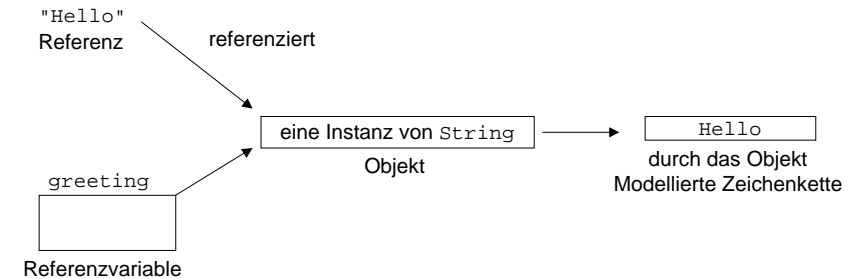 "Hello"
Referenz
referenziert
eine Instanz von String
Objekt
Hello
durch das Objekt
Modellierte Zeichenkette
greeting
Referenzvariable